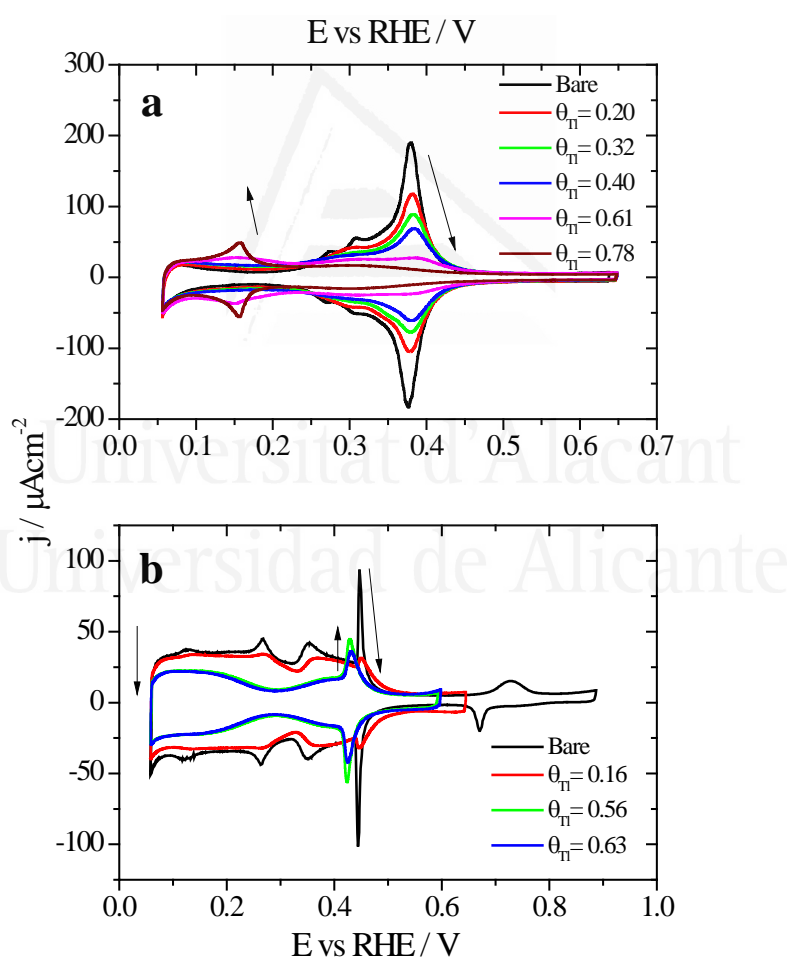 E vs RHE / V
300
200
100
0
-100
-200
a
Bare
θTl= 0.20
θTl= 0.32
θTl= 0.40
θTl= 0.61
θTl= 0.78
0.0 0.1 0.2 0.3 0.4 0.5 0.6 0.7
j / μAcm-2
Universitat d'Alacant
Universidad de Alicante
100
50
0
-50
-100
b
Bare
θTl= 0.16
θTl= 0.56
θTl= 0.63
0.0 0.2 0.4 0.6 0.8 1.0
E vs RHE / V